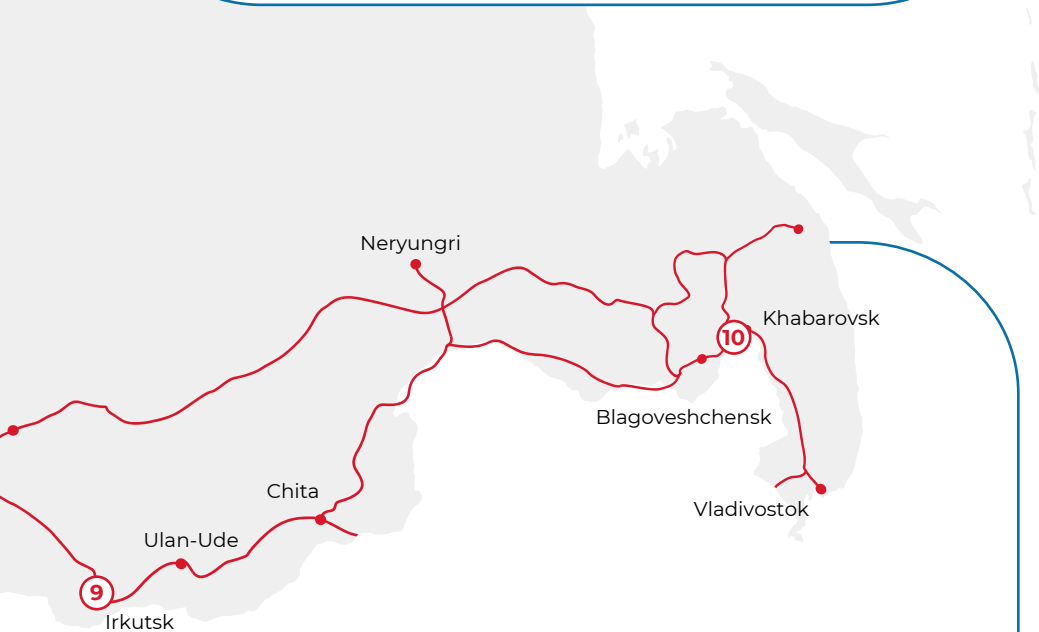 Neryungri
Khabarovsk
10
Blagoveshchensk
Chita
Vladivostok
Ulan-Ude
9
Irkutsk